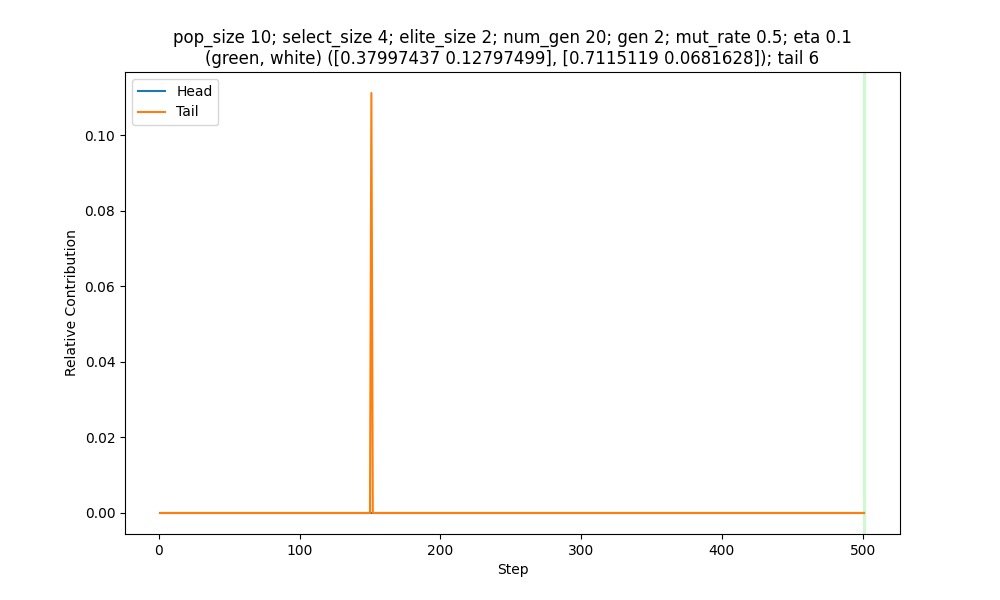 pop_size 10; select_size 4; elite_size 2; num_gen 20; gen 2; mut_rate 0.5; eta 0.1
(green, white) ([0.37997437 0.12797499], [0.7115119 0.0681628]); tail 6
Head
Tail
0.10
0.08
0.06
0.04
0.02
0.00
Relative Contribution
0 100 200 300 400 500
Step